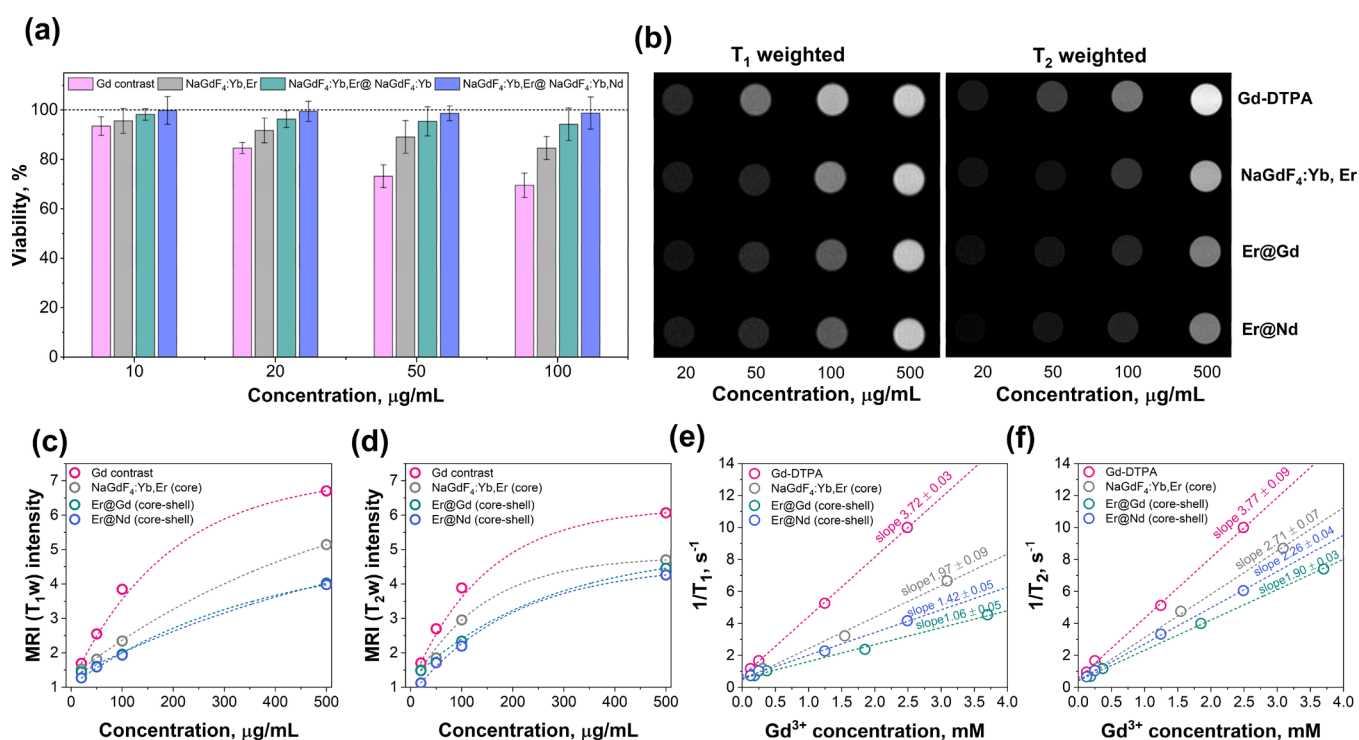 (a)
Gd contrast
NaGdF₄:Yb,Er
NaGdF₄:Yb,Er@ NaGdF₄:Yb
NaGdF₄:Yb,Er@ NaGdF₄:Yb,Nd
Viability, %
100
80
60
40
20
0
10
20
50
100
Concentration, μg/mL
(b)
T₁ weighted
T₂ weighted
Gd-DTPA
NaGdF₄:Yb, Er
Er@Gd
Er@Nd
20 50 100 500
20 50 100 500
Concentration, μg/mL
Concentration, μg/mL
(c)
Gd contrast
NaGdF₄:Yb,Er (core)
Er@Gd (core-shell)
Er@Nd (core-shell)
MRI (T₁w) intensity
7
6
5
4
3
2
1
0 100 200 300 400 500
Concentration, μg/mL
(d)
Gd contrast
NaGdF₄:Yb,Er (core)
Er@Gd (core-shell)
Er@Nd (core-shell)
MRI (T₂w) intensity
7
6
5
4
3
2
1
0 100 200 300 400 500
Concentration, μg/mL
(e)
Gd-DTPA
NaGdF₄:Yb,Er (core)
Er@Gd (core-shell)
Er@Nd (core-shell)
slope 3.72 ± 0.03
slope1.97 ± 0.09
slope 1.42 ± 0.05
slope1.06 ± 0.05
1/T₁, s⁻¹
14
12
10
8
6
4
2
0
0.0 0.5 1.0 1.5 2.0 2.5 3.0 3.5 4.0
Gd³⁺ concentration, mM
(f)
Gd-DTPA
NaGdF₄:Yb,Er (core)
Er@Gd (core-shell)
Er@Nd (core-shell)
slope 3.77 ± 0.09
slope 2.71 ± 0.07
slope 2.26 ± 0.04
slope1.90 ± 0.03
1/T₂, s⁻¹
14
12
10
8
6
4
2
0
0.0 0.5 1.0 1.5 2.0 2.5 3.0 3.5 4.0
Gd³⁺ concentration, mM